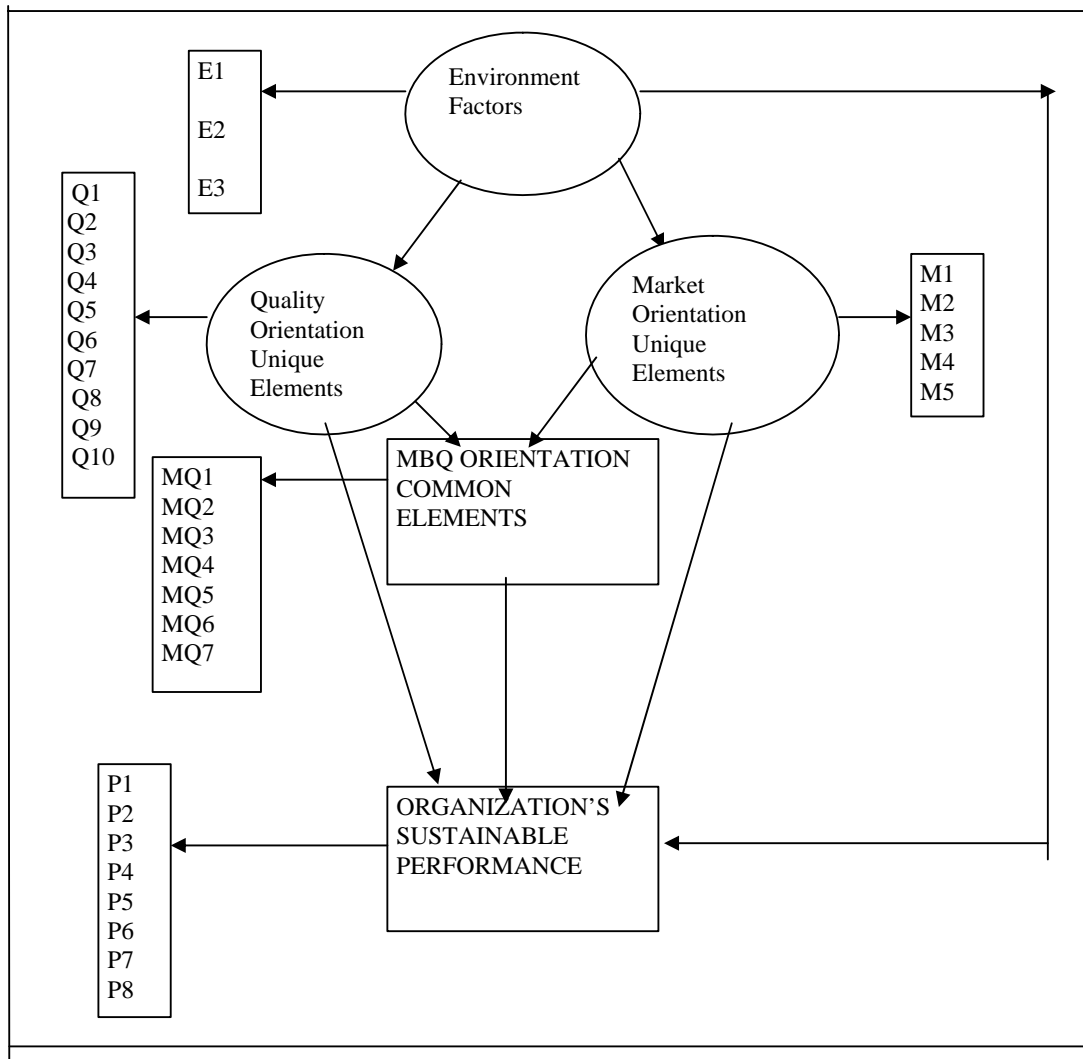 E1
E2
E3
Environment
Factors
Q1
Q2
Q3
Q4
Q5
Q6
Q7
Q8
Q9
Q10
Quality
Orientation
Unique
Elements
Market
Orientation
Unique
Elements
M1
M2
M3
M4
M5
MQ1
MQ2
MQ3
MQ4
MQ5
MQ6
MQ7
MBQ ORIENTATION
COMMON
ELEMENTS
P1
P2
P3
P4
P5
P6
P7
P8
ORGANIZATION’S
SUSTAINABLE
PERFORMANCE